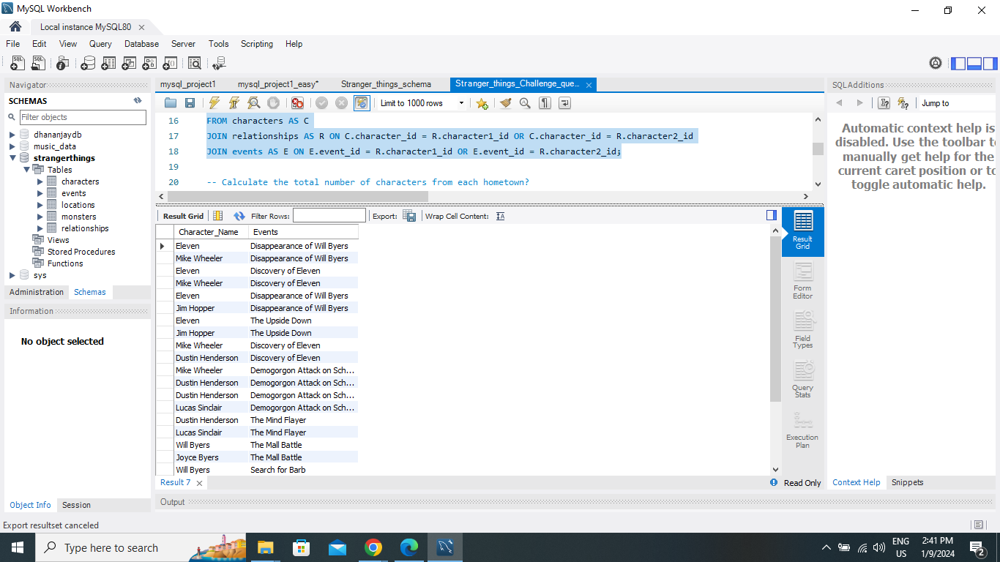 MySQL Workbench
Local instance MySQL80
File Edit View Query Database Server Tools Scripting Help
Navigator
SCHEMAS
Filter objects
dhananjaydb
music_data
strangerthings
Tables
characters
events
locations
monsters
relationships
Views
Stored Procedures
Functions
sys
Administration Schemas
Information
No object selected
Object Info Session
mysql_project1 mysql_project1_easy* Stranger_things_schema Stranger_things_Challenge_que...
Limit to 1000 rows
16 FROM characters AS C
17 JOIN relationships AS R ON C.character_id = R.character1_id OR C.character_id = R.character2_id
18 JOIN events AS E ON E.event_id = R.character1_id OR E.event_id = R.character2_id;
19
20 -- Calculate the total number of characters from each hometown?
Result Grid Filter Rows: Export: Wrap Cell Content:
Character_Name Events
Eleven Disappearance of Will Byers
Mike Wheeler Disappearance of Will Byers
Eleven Discovery of Eleven
Mike Wheeler Discovery of Eleven
Eleven Disappearance of Will Byers
Jim Hopper Disappearance of Will Byers
Eleven The Upside Down
Jim Hopper The Upside Down
Mike Wheeler Discovery of Eleven
Dustin Henderson Discovery of Eleven
Mike Wheeler Demogorgon Attack on Sch...
Dustin Henderson Demogorgon Attack on Sch...
Dustin Henderson Demogorgon Attack on Sch...
Lucas Sinclair Demogorgon Attack on Sch...
Dustin Henderson The Mind Flayer
Lucas Sinclair The Mind Flayer
Will Byers The Mall Battle
Joyce Byers The Mall Battle
Will Byers Search for Barb
Result Grid
Form Editor
Field Types
Query Stats
Execution Plan
Result 7
Read Only
Output
SQLAdditions
Jump to
Automatic context help is
disabled. Use the toolbar to
manually get help for the
current caret position or to
toggle automatic help.
Context Help Snippets
Export resultset canceled
Type here to search
ENG
US
2:41 PM
1/9/2024
2